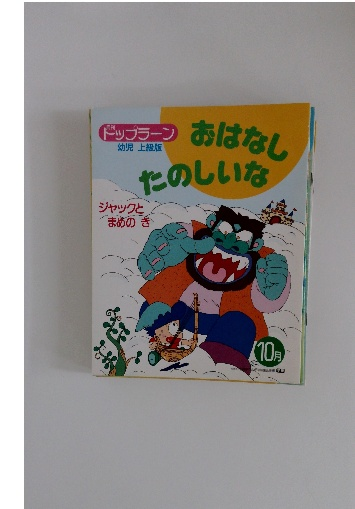 トップラーン
幼児 上級版
おはなし
たのしいな
ジャックと
まめの き
10月